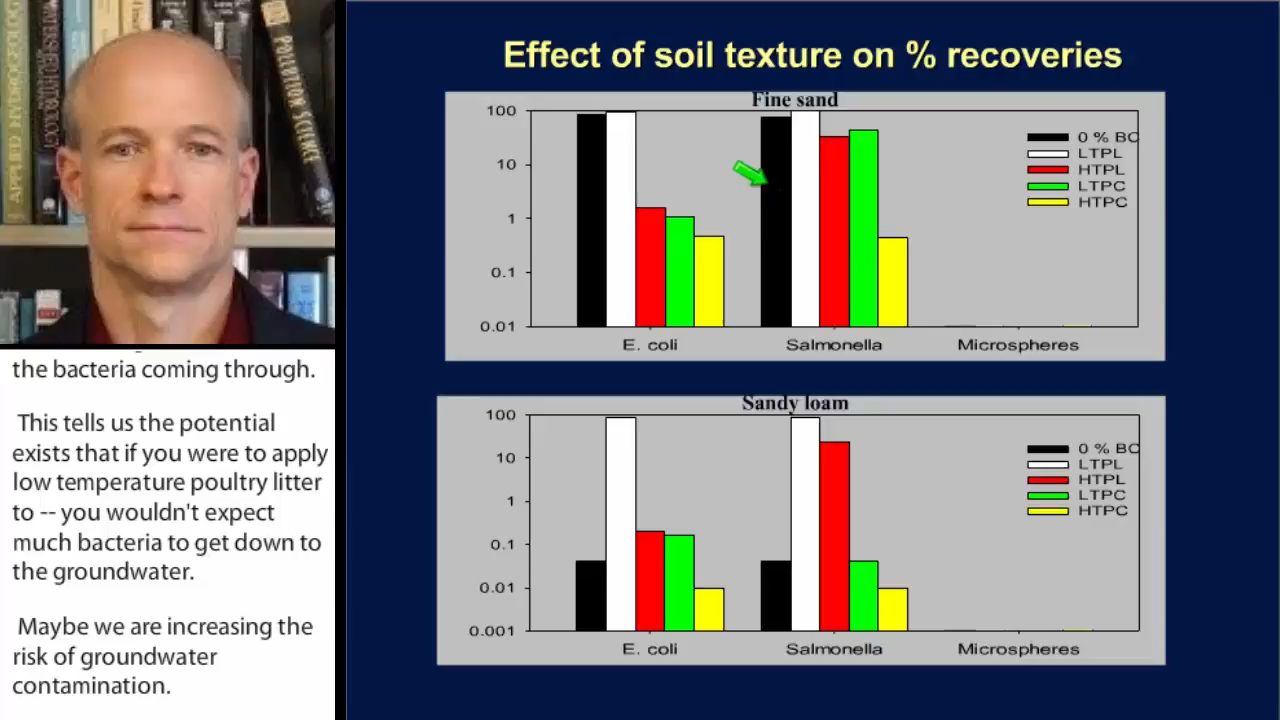 APPLIED HYDROGEOLOGY
POLLUTION SCIENCE
the bacteria coming through.
This tells us the potential
exists that if you were to apply
low temperature poultry litter
to -- you wouldn't expect
much bacteria to get down to
the groundwater.
Maybe we are increasing the
risk of groundwater
contamination.
Effect of soil texture on % recoveries
Fine sand
100
10
1
0.1
0.01
E. coli
Salmonella
Microspheres
0 % BC
LTPL
HTPL
LTPC
HTPC
Sandy loam
100
10
1
0.1
0.01
0.001
E. coli
Salmonella
Microspheres
0 % BC
LTPL
HTPL
LTPC
HTPC